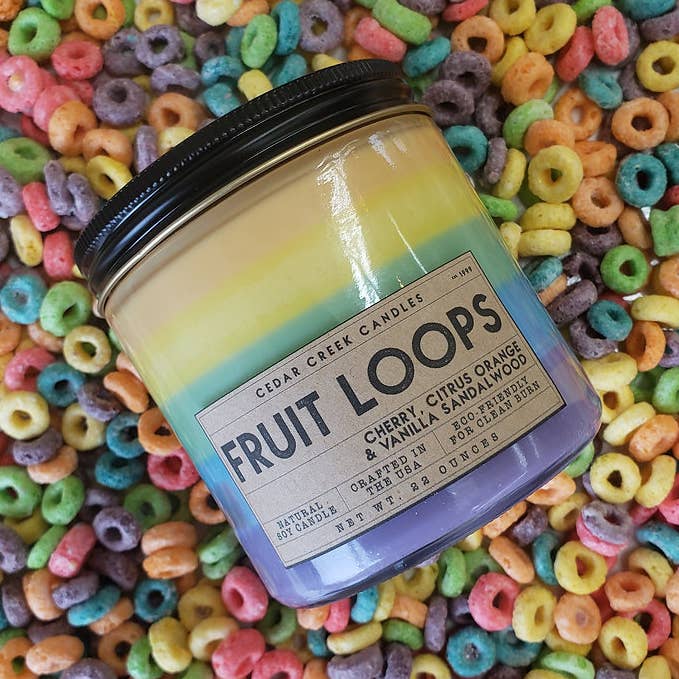 CEDAR CREEK CANDLES
est. 1999
FRUIT LOOPS
CHERRY, CITRUS ORANGE
& VANILLA SANDALWOOD
NATURAL
SOY CANDLE
CRAFTED IN
THE USA
ECO-FRIENDLY
FOR CLEAN BURN
NET WT. 22 OUNCES